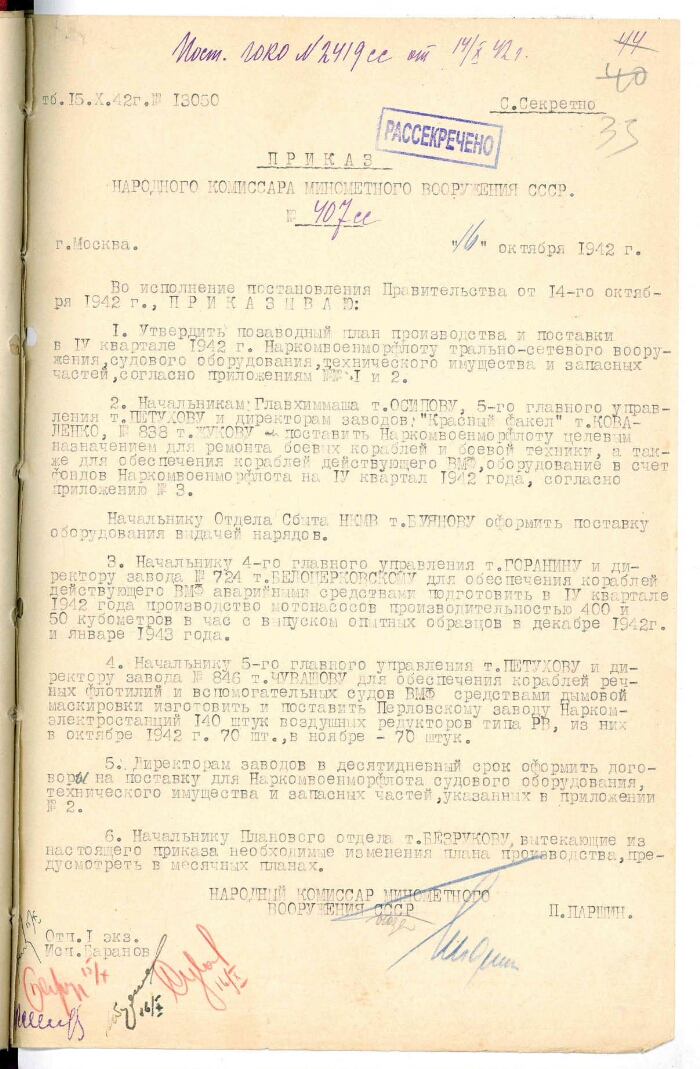 Пост. ГОКО № 2419сс от 14/X 42 г.
44
40
тб.15.X.42г.№ 13050
С.Секретно
33
РАССЕКРЕЧЕНО
ПРИКАЗ
НАРОДНОГО КОМИССАРА МИНОМЕТНОГО ВООРУЖЕНИЯ СССР.
№ 407сс
г.Москва. "16" октября 1942 г.
Во исполнение постановления Правительства от 14-го октяб-
ря 1942 г., ПРИКАЗЫВАЮ:
1. Утвердить позаводный план производства и поставки
в IV квартале 1942 г. Наркомвоенморфлоту трально-сетевого воору-
жения,судового оборудования,технического имущества и запасных
частей,согласно приложениям №№ 1 и 2.
2. Начальникам: Главхиммаша т.ОСИПОВУ, 5-го главного управ-
ления т.ПЕТУХОВУ и директорам заводов: "Красный факел" т.КОВА-
ЛЕНКО, № 838 т.ЖУКОВУ - поставить Наркомвоенморфлоту целевым
назначением для ремонта боевых кораблей и боевой техники, а так-
же для обеспечения кораблей действующего ВМФ,оборудование в счет
фондов Наркомвоенморфлота на IV квартал 1942 года, согласно
приложению № 3.
Начальнику Отдела Сбыта НКМВ т.БУЯНОВУ оформить поставку
оборудования выдачей нарядов.
3. Начальнику 4-го главного управления т.ГОРАНИНУ и ди-
ректору завода № 724 т.БЕЛОЦЕРКОВСКОМУ для обеспечения кораблей
действующего ВМФ аварийными средствами подготовить в IV квартале
1942 года производство мотонасосов производительностью 400 и
50 кубометров в час с выпуском опытных образцов в декабре 1942г.
и январе 1943 года.
4. Начальнику 5-го главного управления т.ПЕТУХОВУ и ди-
ректору завода № 846 т.ЧУВАШОВУ для обеспечения кораблей реч-
ных флотилий и вспомогательных судов ВМФ средствами дымовой
маскировки изготовить и поставить Перловскому заводу Нарком-
электростанций 140 штук воздушных редукторов типа РВ, из них
в октябре 1942 г. 70 шт.,в ноябре - 70 штук.
5. Директорам заводов в десятидневный срок оформить дого-
воры на поставку для Наркомвоенморфлота судового оборудования,
технического имущества и запасных частей,указанных в приложении
№ 2.
6. Начальнику Планового отдела т.БЕЗРУКОВУ,вытекающие из
настоящего приказа необходимые изменения плана производства,пре-
дусмотреть в месячных планах.
НАРОДНЫЙ КОМИССАР МИНОМЕТНОГО
ВООРУЖЕНИЯ СССР П.ПАРШИН.
Отп.1 экз.
Исп.Баранов
15/X
16/X
14/X